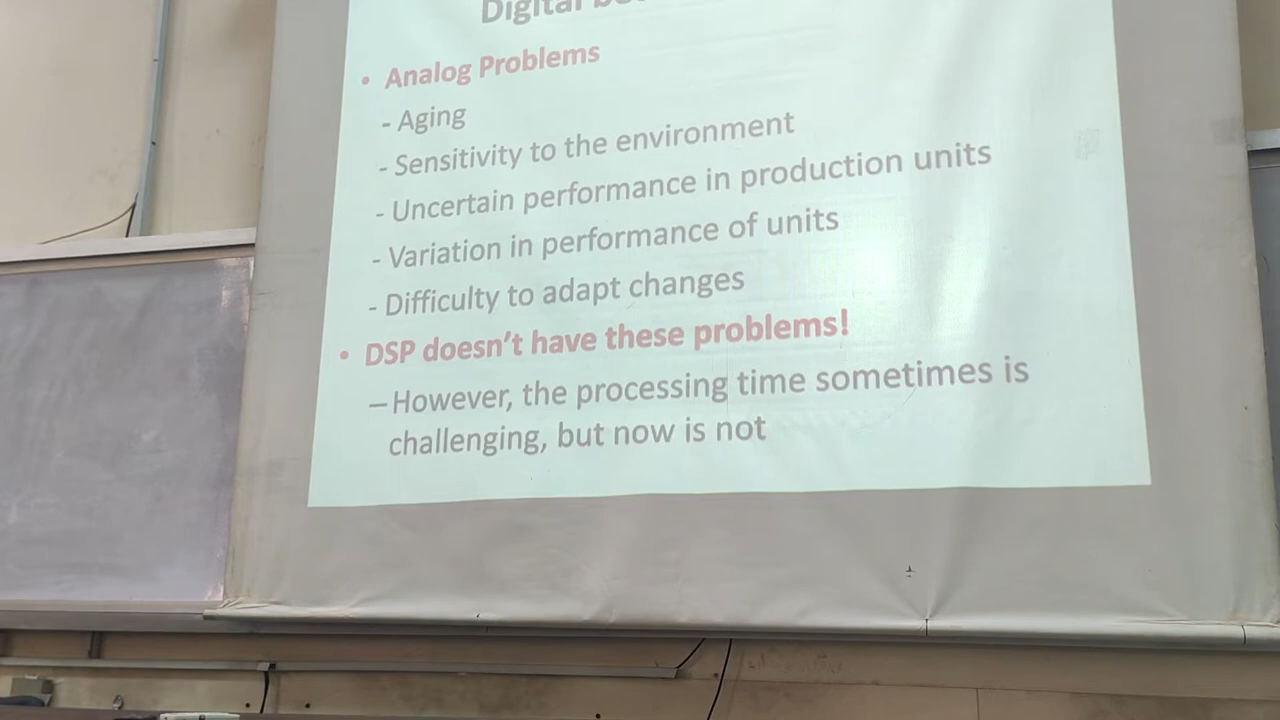 Digital
• Analog Problems
- Aging
- Sensitivity to the environment
- Uncertain performance in production units
- Variation in performance of units
- Difficulty to adapt changes
• DSP doesn't have these problems!
– However, the processing time sometimes is
challenging, but now is not